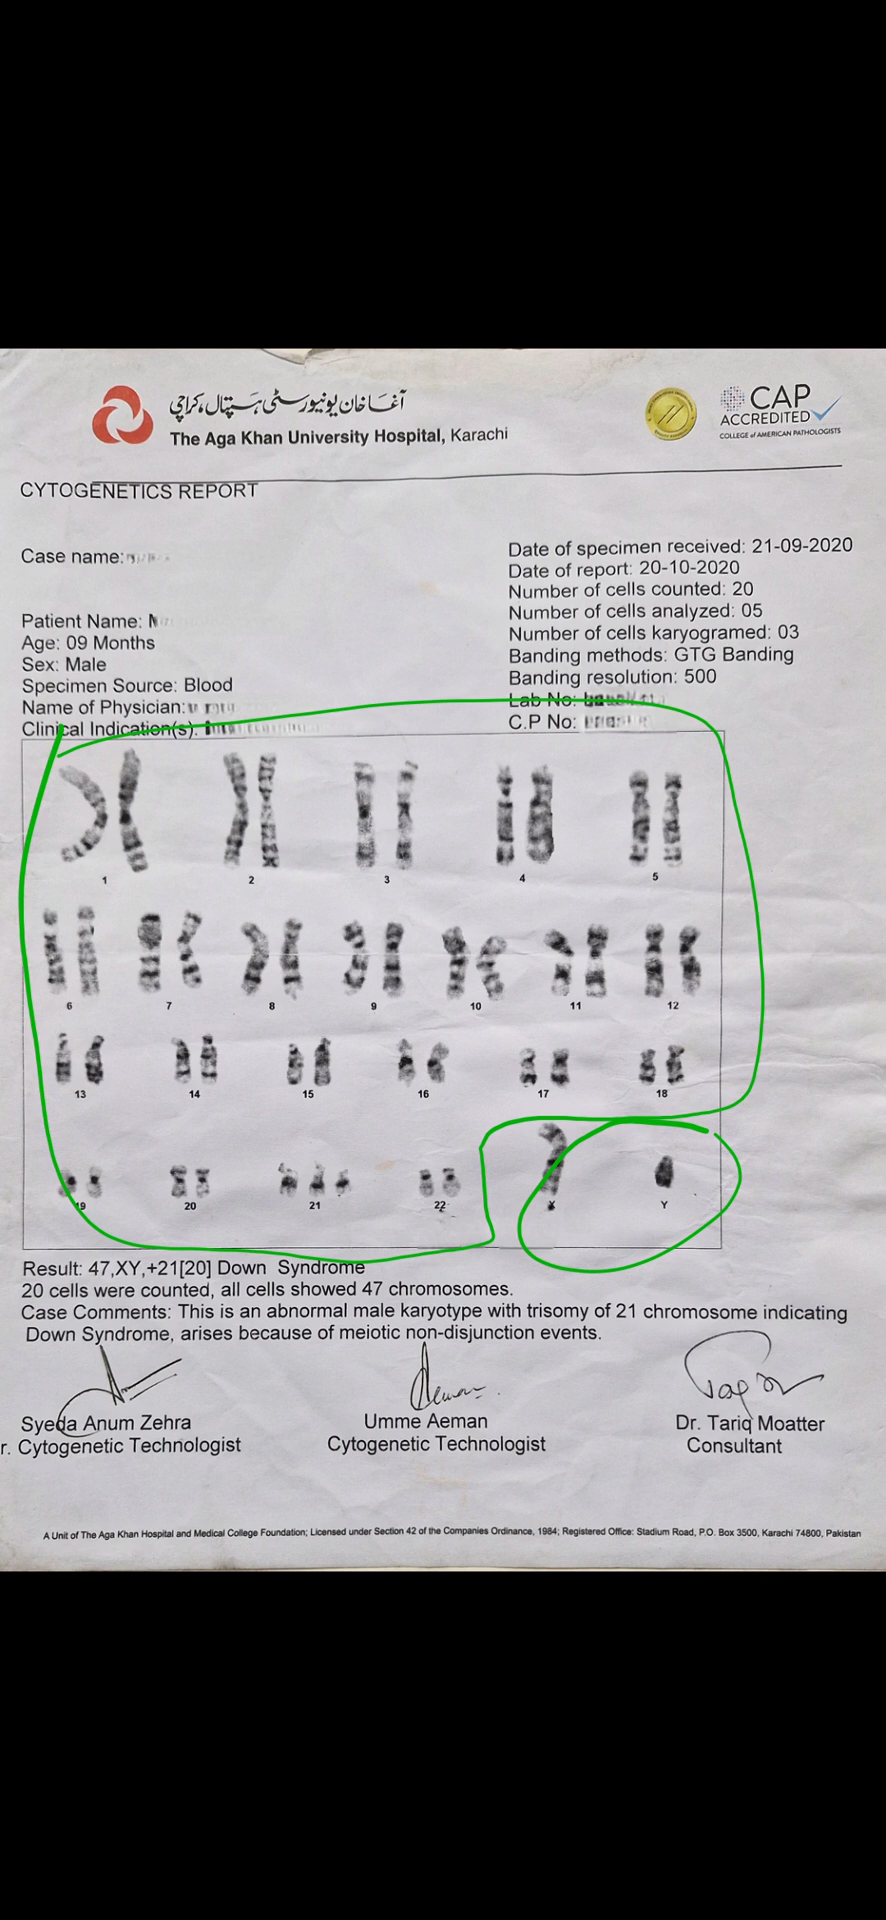 آغا خان یونیورسٹی ہسپتال، کراچی
The Aga Khan University Hospital, Karachi
CAP
ACCREDITED
COLLEGE of AMERICAN PATHOLOGISTS
CYTOGENETICS REPORT
Case name:
Patient Name:
Age: 09 Months
Sex: Male
Specimen Source: Blood
Name of Physician:
Clinical Indication(s):
Date of specimen received: 21-09-2020
Date of report: 20-10-2020
Number of cells counted: 20
Number of cells analyzed: 05
Number of cells karyogramed: 03
Banding methods: GTG Banding
Banding resolution: 500
Lab No:
C.P No:
1 2 3 4 5
6 7 8 9 10 11 12
13 14 15 16 17 18
19 20 21 22 X Y
Result: 47,XY,+21[20] Down Syndrome
20 cells were counted, all cells showed 47 chromosomes.
Case Comments: This is an abnormal male karyotype with trisomy of 21 chromosome indicating
Down Syndrome, arises because of meiotic non-disjunction events.
Syeda Anum Zehra
r. Cytogenetic Technologist
Umme Aeman
Cytogenetic Technologist
Dr. Tariq Moatter
Consultant
A Unit of The Aga Khan Hospital and Medical College Foundation; Licensed under Section 42 of the Companies Ordinance, 1984; Registered Office: Stadium Road, P.O. Box 3500, Karachi 74800, Pakistan